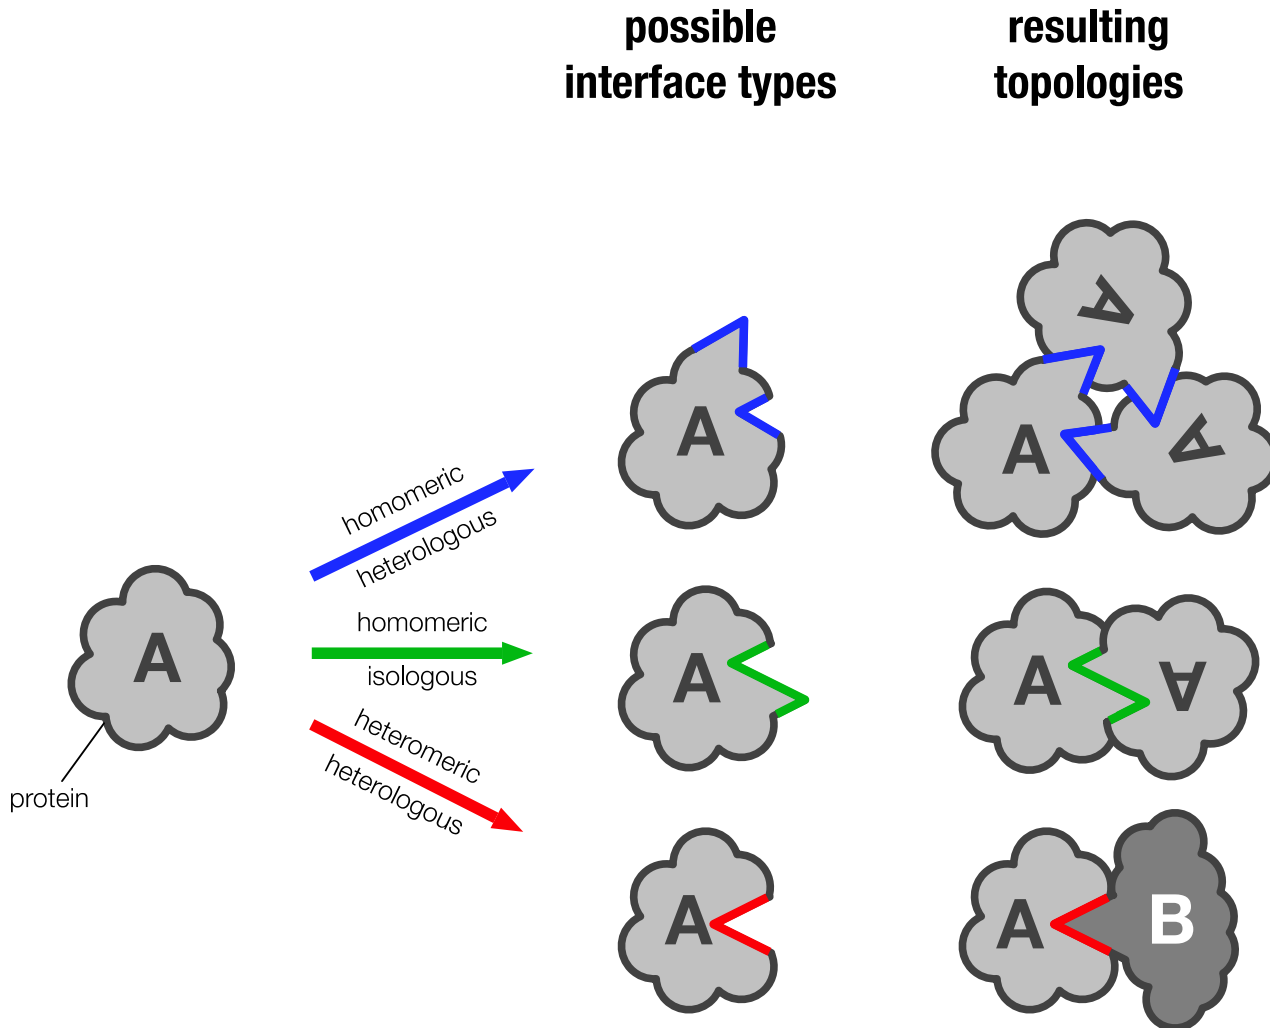 possible
interface types
resulting
topologies
A
protein
homomeric
heterologous
homomeric
isologous
heteromeric
heterologous
A
A
A
A
A
A
A
A
A
B